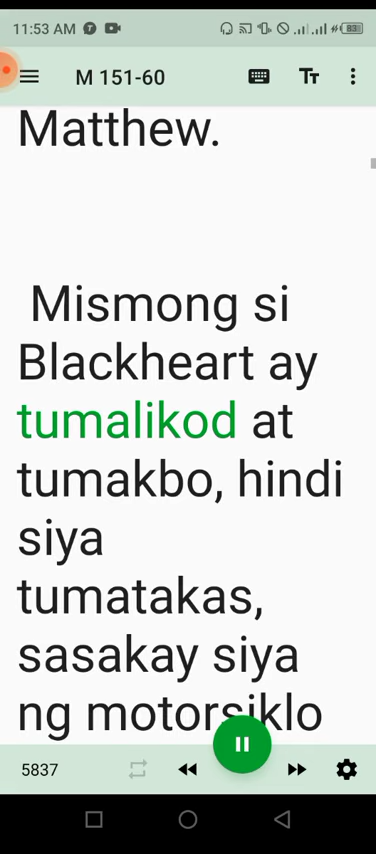 11:53 AM
83
M 151-60
Matthew.
Mismong si
Blackheart ay
tumalikod at
tumakbo, hindi
siya
tumatakas,
sasakay siya
ng motorsiklo
5837